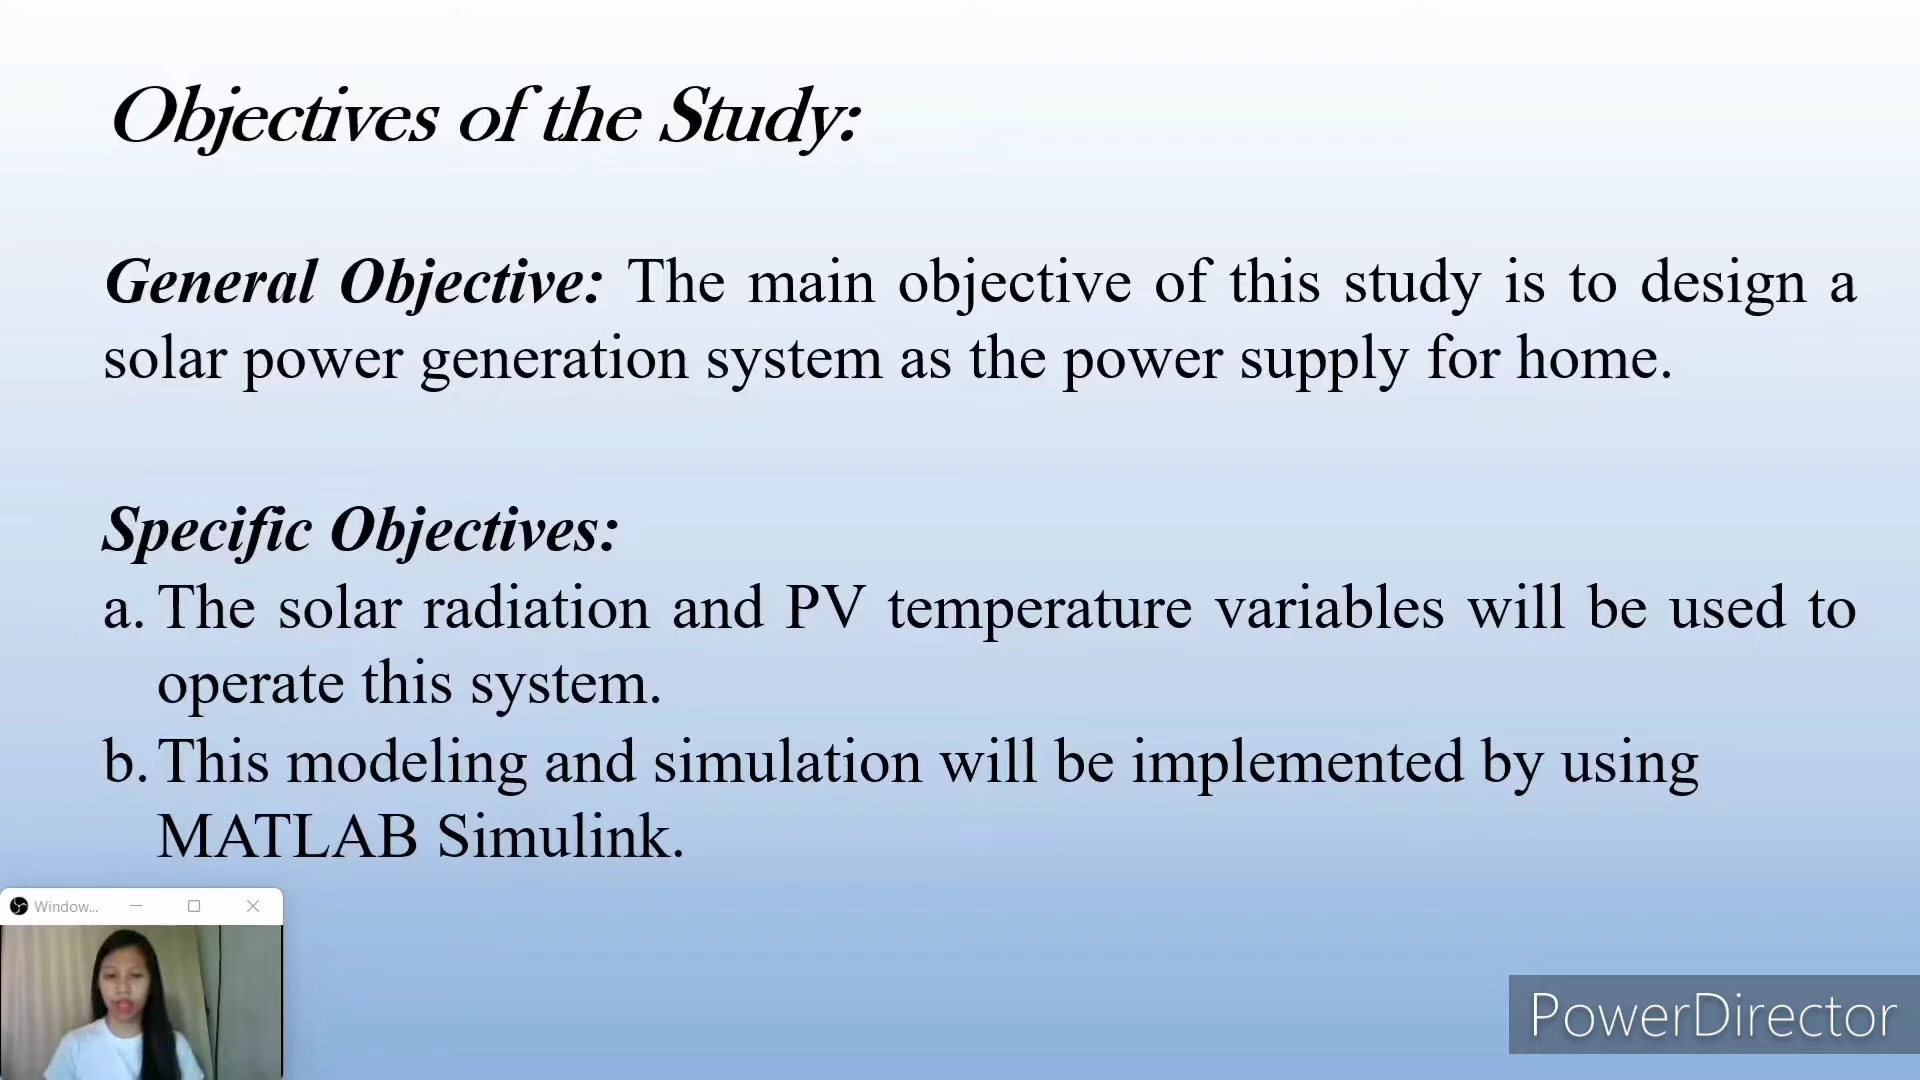 Objectives of the Study:
General Objective: The main objective of this study is to design a
solar power generation system as the power supply for home.
Specific Objectives:
a. The solar radiation and PV temperature variables will be used to
operate this system.
b. This modeling and simulation will be implemented by using
MATLAB Simulink.
Window...
PowerDirector